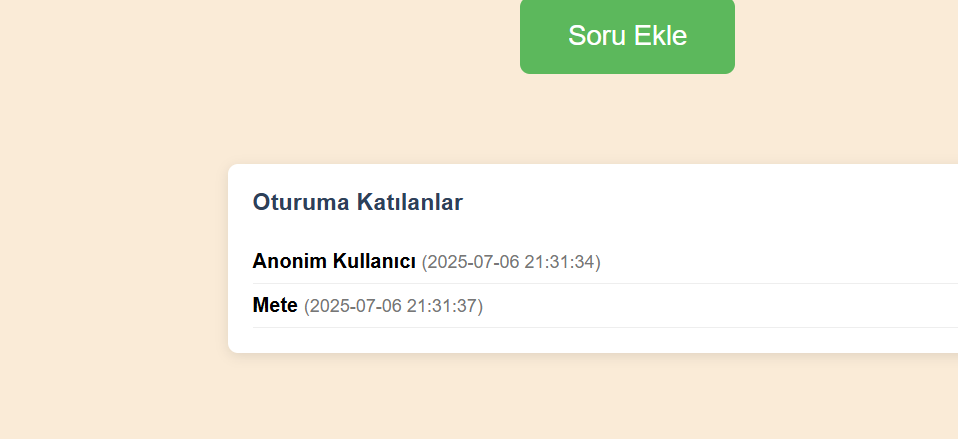 Soru Ekle
Oturuma Katılanlar
Anonim Kullanıcı (2025-07-06 21:31:34)
Mete (2025-07-06 21:31:37)